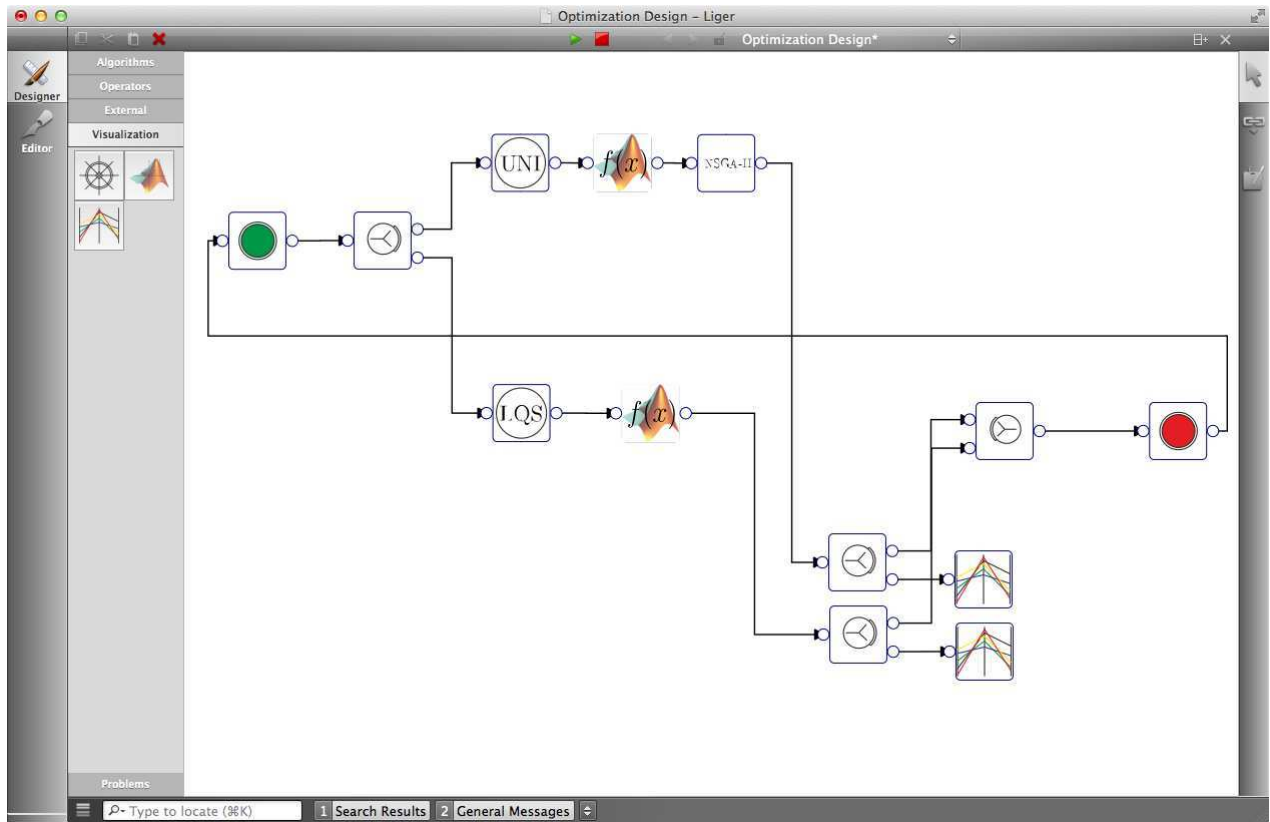 Optimization Design – Liger
Optimization Design*
Designer
Editor
Algorithms
Operators
External
Visualization
UNI
f(x)
NSGA-II
LQS
f(x)
Problems
Type to locate (⌘K)
1 Search Results
2 General Messages